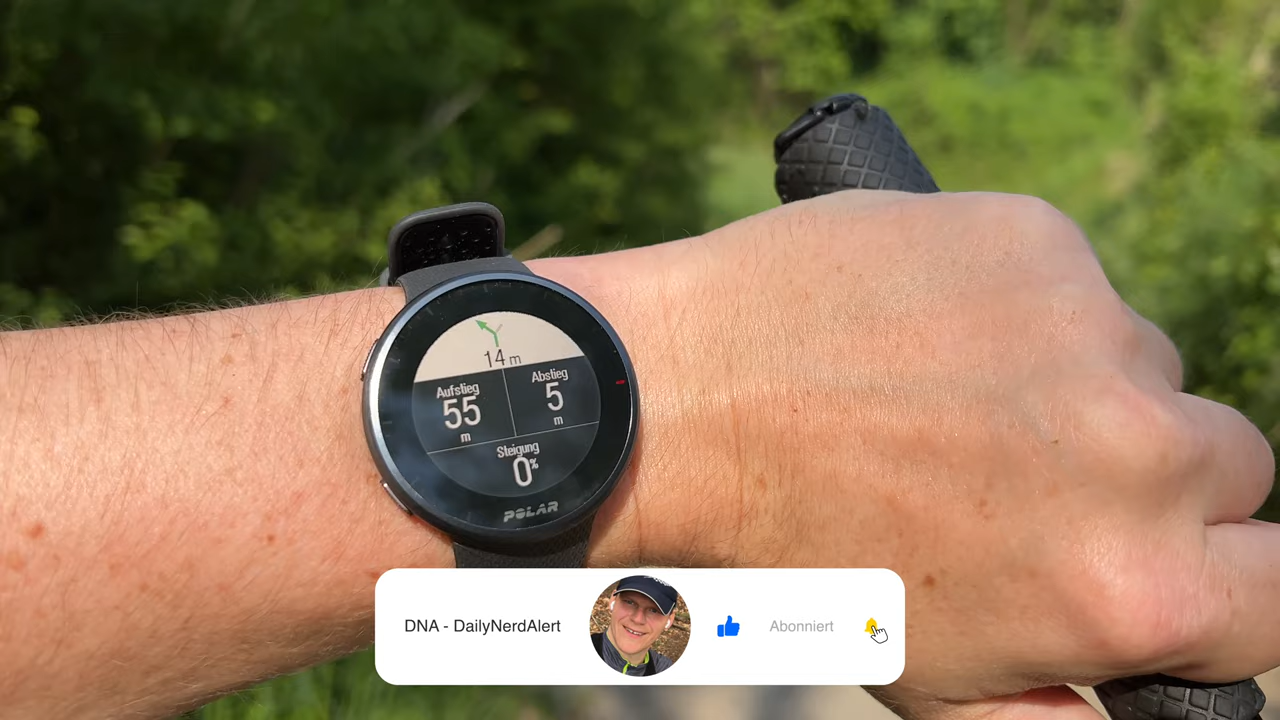 14 m
Aufstieg
55
m
Abstieg
5
m
Steigung
0%
POLAR
DNA - DailyNerdAlert
Abonniert